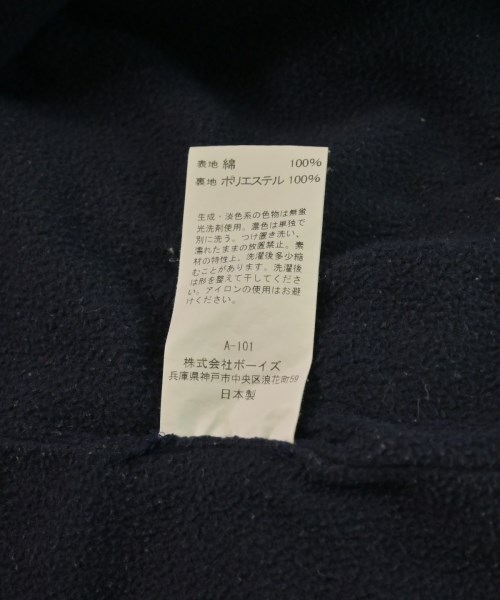 表地 綿 100%
裏地 ポリエステル 100%
生成・淡色系の色物は無蛍
光洗剤使用。濃色は単独で
別に洗う。つけ置き洗い、
濡れたままの放置禁止。素
材の特性上、洗濯後多少縮
むことがあります。洗濯後
は形を整えて干してくださ
い。アイロンの使用はお避
けください。
A-101
株式会社ボーイズ
兵庫県神戸市中央区浪花町59
日本製